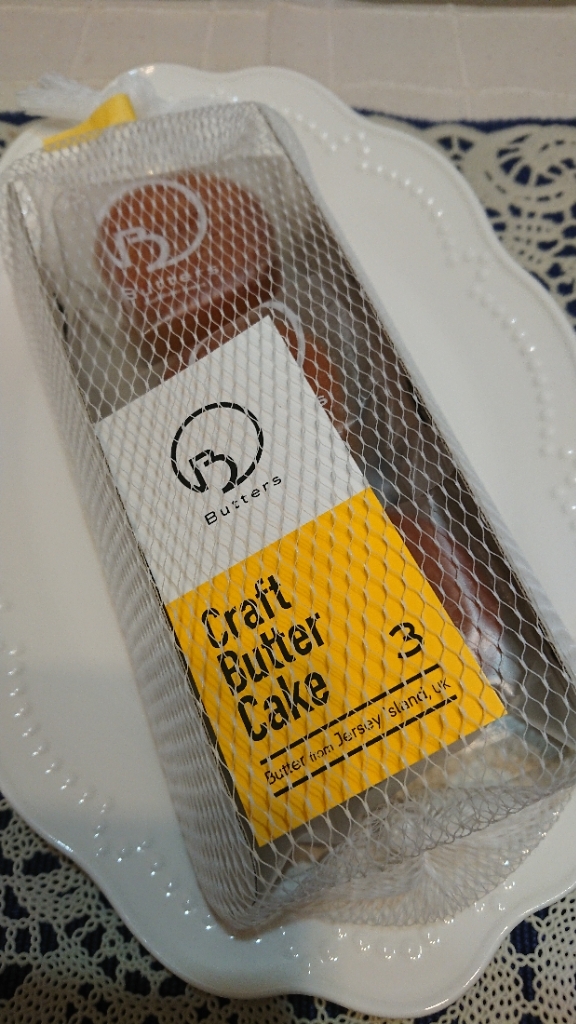 Butters
s
B
Butters
Craft
Butter
Cake
3
Butter from Jersey Island, UK